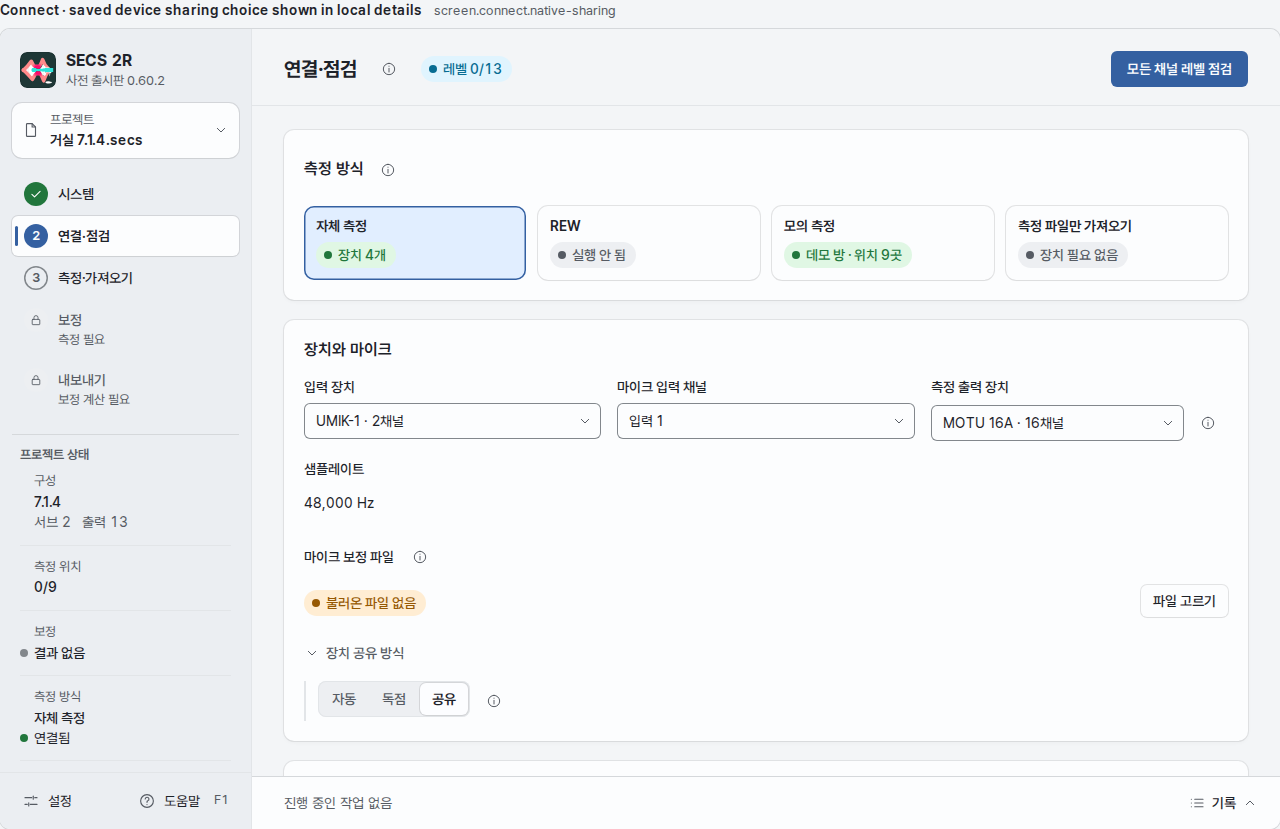 Connect · saved device sharing choice shown in local details screen.connect.native-sharing
SECS 2R
사전 출시판 0.60.2
프로젝트
거실 7.1.4.secs
시스템
2 연결·점검
3 측정·가져오기
보정
측정 필요
내보내기
보정 계산 필요
프로젝트 상태
구성
7.1.4
서브 2 출력 13
측정 위치
0/9
보정
결과 없음
측정 방식
자체 측정
연결됨
설정
도움말 F1
연결·점검
레벨 0/13
모든 채널 레벨 점검
측정 방식
자체 측정
장치 4개
REW
실행 안 됨
모의 측정
데모 방 · 위치 9곳
측정 파일만 가져오기
장치 필요 없음
장치와 마이크
입력 장치
UMIK-1 · 2채널
마이크 입력 채널
입력 1
측정 출력 장치
MOTU 16A · 16채널
샘플레이트
48,000 Hz
마이크 보정 파일
불러온 파일 없음
파일 고르기
장치 공유 방식
자동 독점 공유
진행 중인 작업 없음
기록